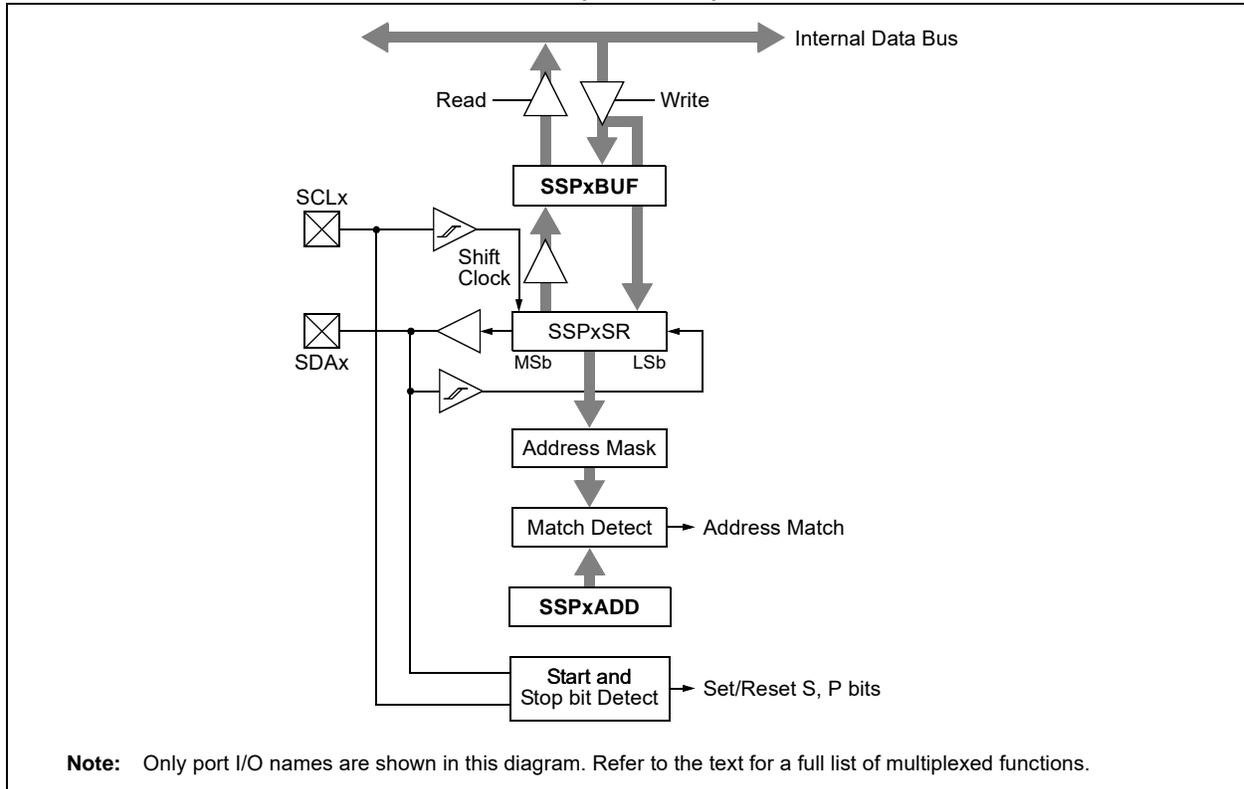 Internal Data Bus
Read
Write
SSPxBUF
SCLx
Shift
Clock
SSPxSR
SDAx
MSb
LSb
Address Mask
Match Detect
Address Match
SSPxADD
Start and
Stop bit Detect
Set/Reset S, P bits
Note: Only port I/O names are shown in this diagram. Refer to the text for a full list of multiplexed functions.